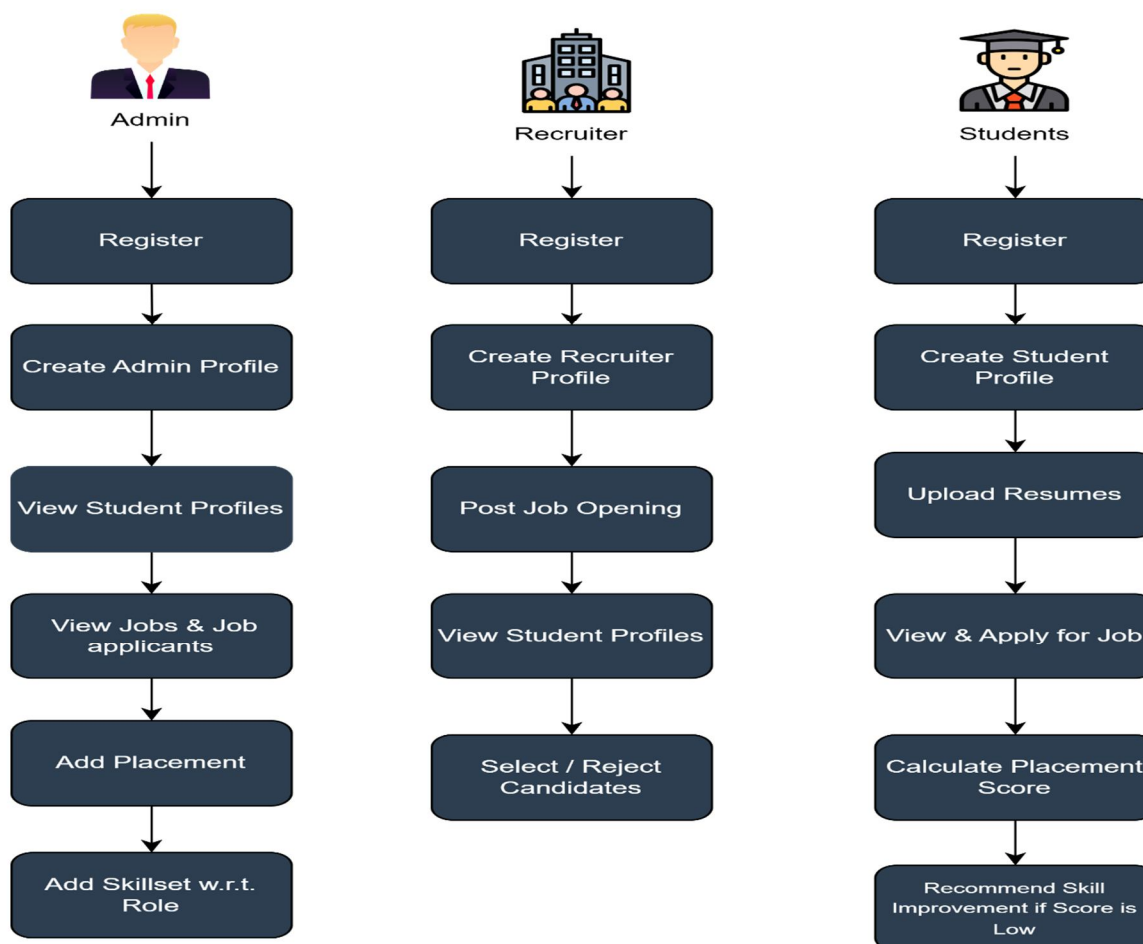 Admin
Register
Create Admin Profile
View Student Profiles
View Jobs & Job
applicants
Add Placement
Add Skillset w.r.t.
Role
Recruiter
Register
Create Recruiter
Profile
Post Job Opening
View Student Profiles
Select / Reject
Candidates
Students
Register
Create Student
Profile
Upload Resumes
View & Apply for Job
Calculate Placement
Score
Recommend Skill
Improvement if Score is
Low